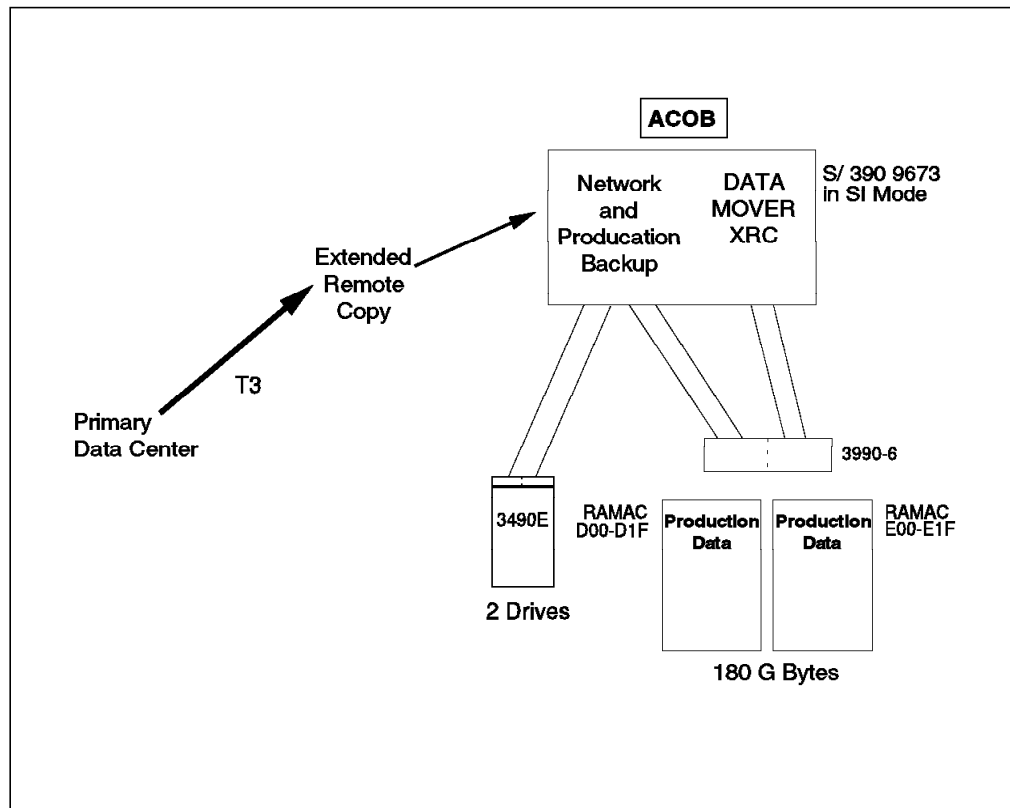 ACOB
Network
and
Producation
Backup
DATA
MOVER
XRC
S/ 390 9673
in SI Mode
Extended
Remote
Copy
T3
Primary
Data Center
3990-6
3490E
2 Drives
RAMAC
D00-D1F
Production
Data
Production
Data
RAMAC
E00-E1F
180 G Bytes